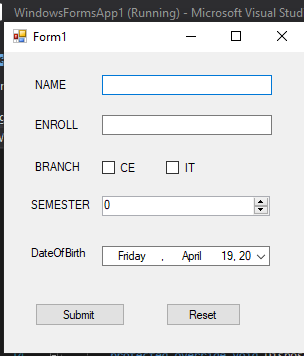 WindowsFormsApp1 (Running) - Microsoft Visual Stud
Form1
NAME
ENROLL
BRANCH CE IT
SEMESTER 0
DateOfBirth Friday , April 19, 20
Submit Reset